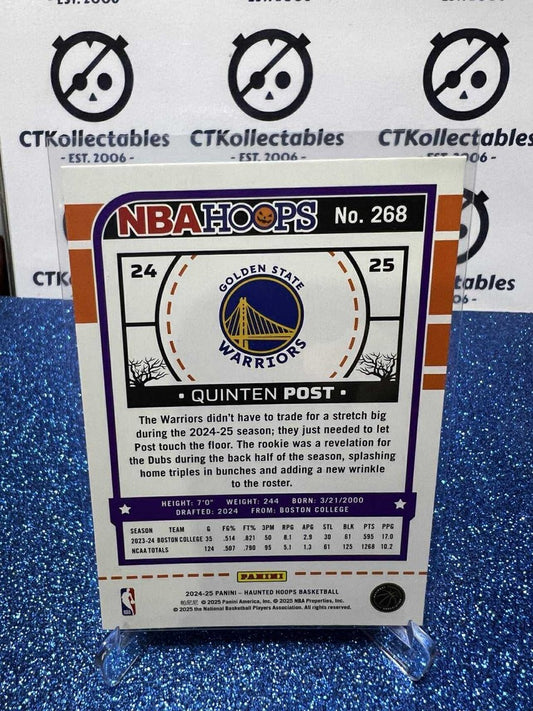 - EST. 2006 -
CTKollectables CTKollectables CTKollectables
- EST. 2006 - - EST. 2006 - - EST. 2006 -
NBA HOOPS No. 268
24 25
GOLDEN STATE
WARRIORS
• QUINTEN POST •
The Warriors didn't have to trade for a stretch big
during the 2024-25 season; they just needed to let
Post touch the floor. The rookie was a revelation for
the Dubs during the back half of the season, splashing
home triples in bunches and adding a new wrinkle
to the roster.
HEIGHT: 7'0" WEIGHT: 244 BORN: 3/21/2000
DRAFTED: 2024 FROM: BOSTON COLLEGE
SEASON TEAM G FG% FT% 3PM RPG APG STL BLK PTS PPG
2023-24 BOSTON COLLEGE 35 .514 .821 50 8.1 2.9 30 61 595 17.0
NCAA TOTALS 124 .507 .780 95 5.1 1.3 61 125 1268 10.2
PANINI
2024-25 PANINI – HAUNTED HOOPS BASKETBALL
帕尼尼 © 2025 Panini America, Inc. © 2025 NBA Properties, Inc.
© 2025 the National Basketball Players Association. All rights reserved.